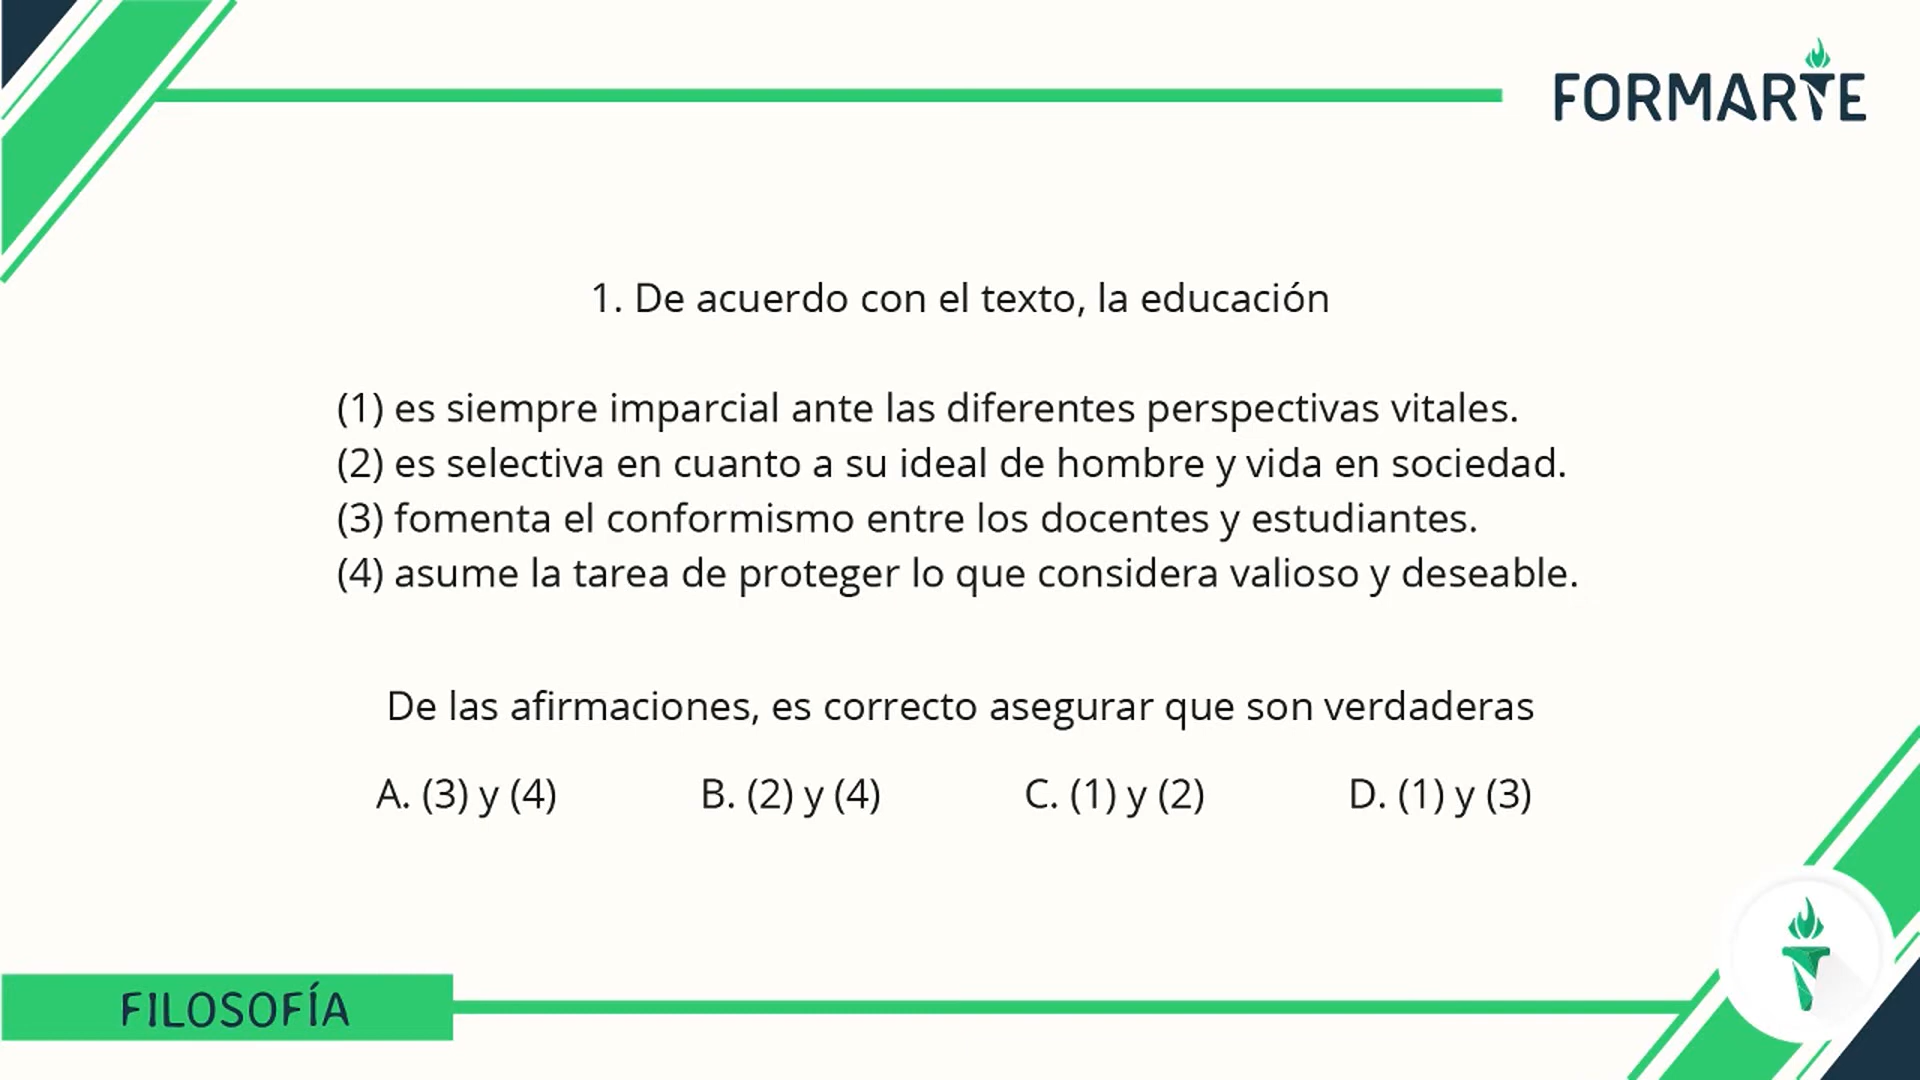 FORMARTE
1. De acuerdo con el texto, la educación
(1) es siempre imparcial ante las diferentes perspectivas vitales.
(2) es selectiva en cuanto a su ideal de hombre y vida en sociedad.
(3) fomenta el conformismo entre los docentes y estudiantes.
(4) asume la tarea de proteger lo que considera valioso y deseable.
De las afirmaciones, es correcto asegurar que son verdaderas
A. (3) y (4) B. (2) y (4) C. (1) y (2) D. (1) y (3)
FILOSOFÍA